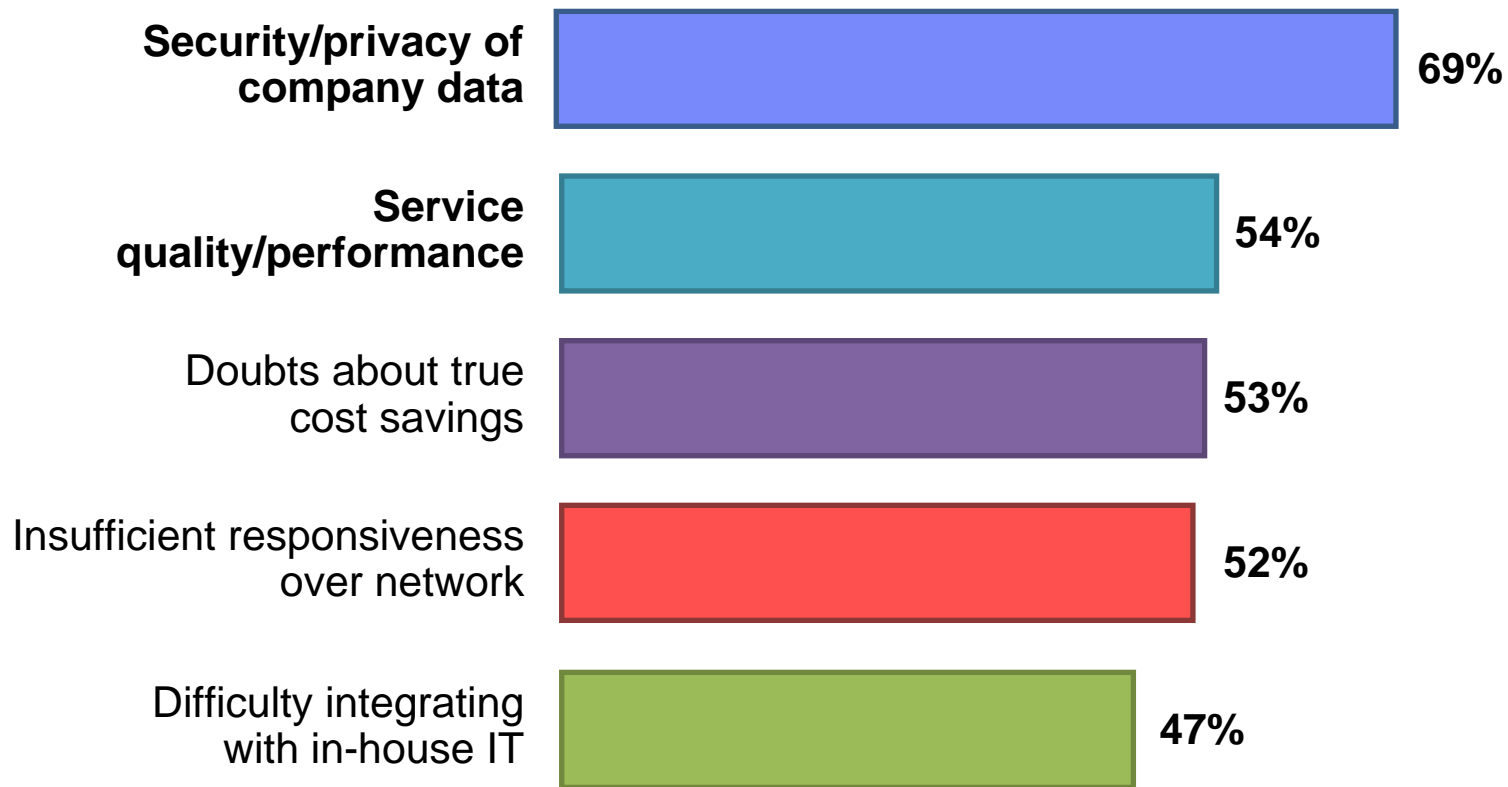 Security/privacy of
company data
69%
Service
quality/performance
54%
Doubts about true
cost savings
53%
Insufficient responsiveness
over network
52%
Difficulty integrating
with in-house IT
47%